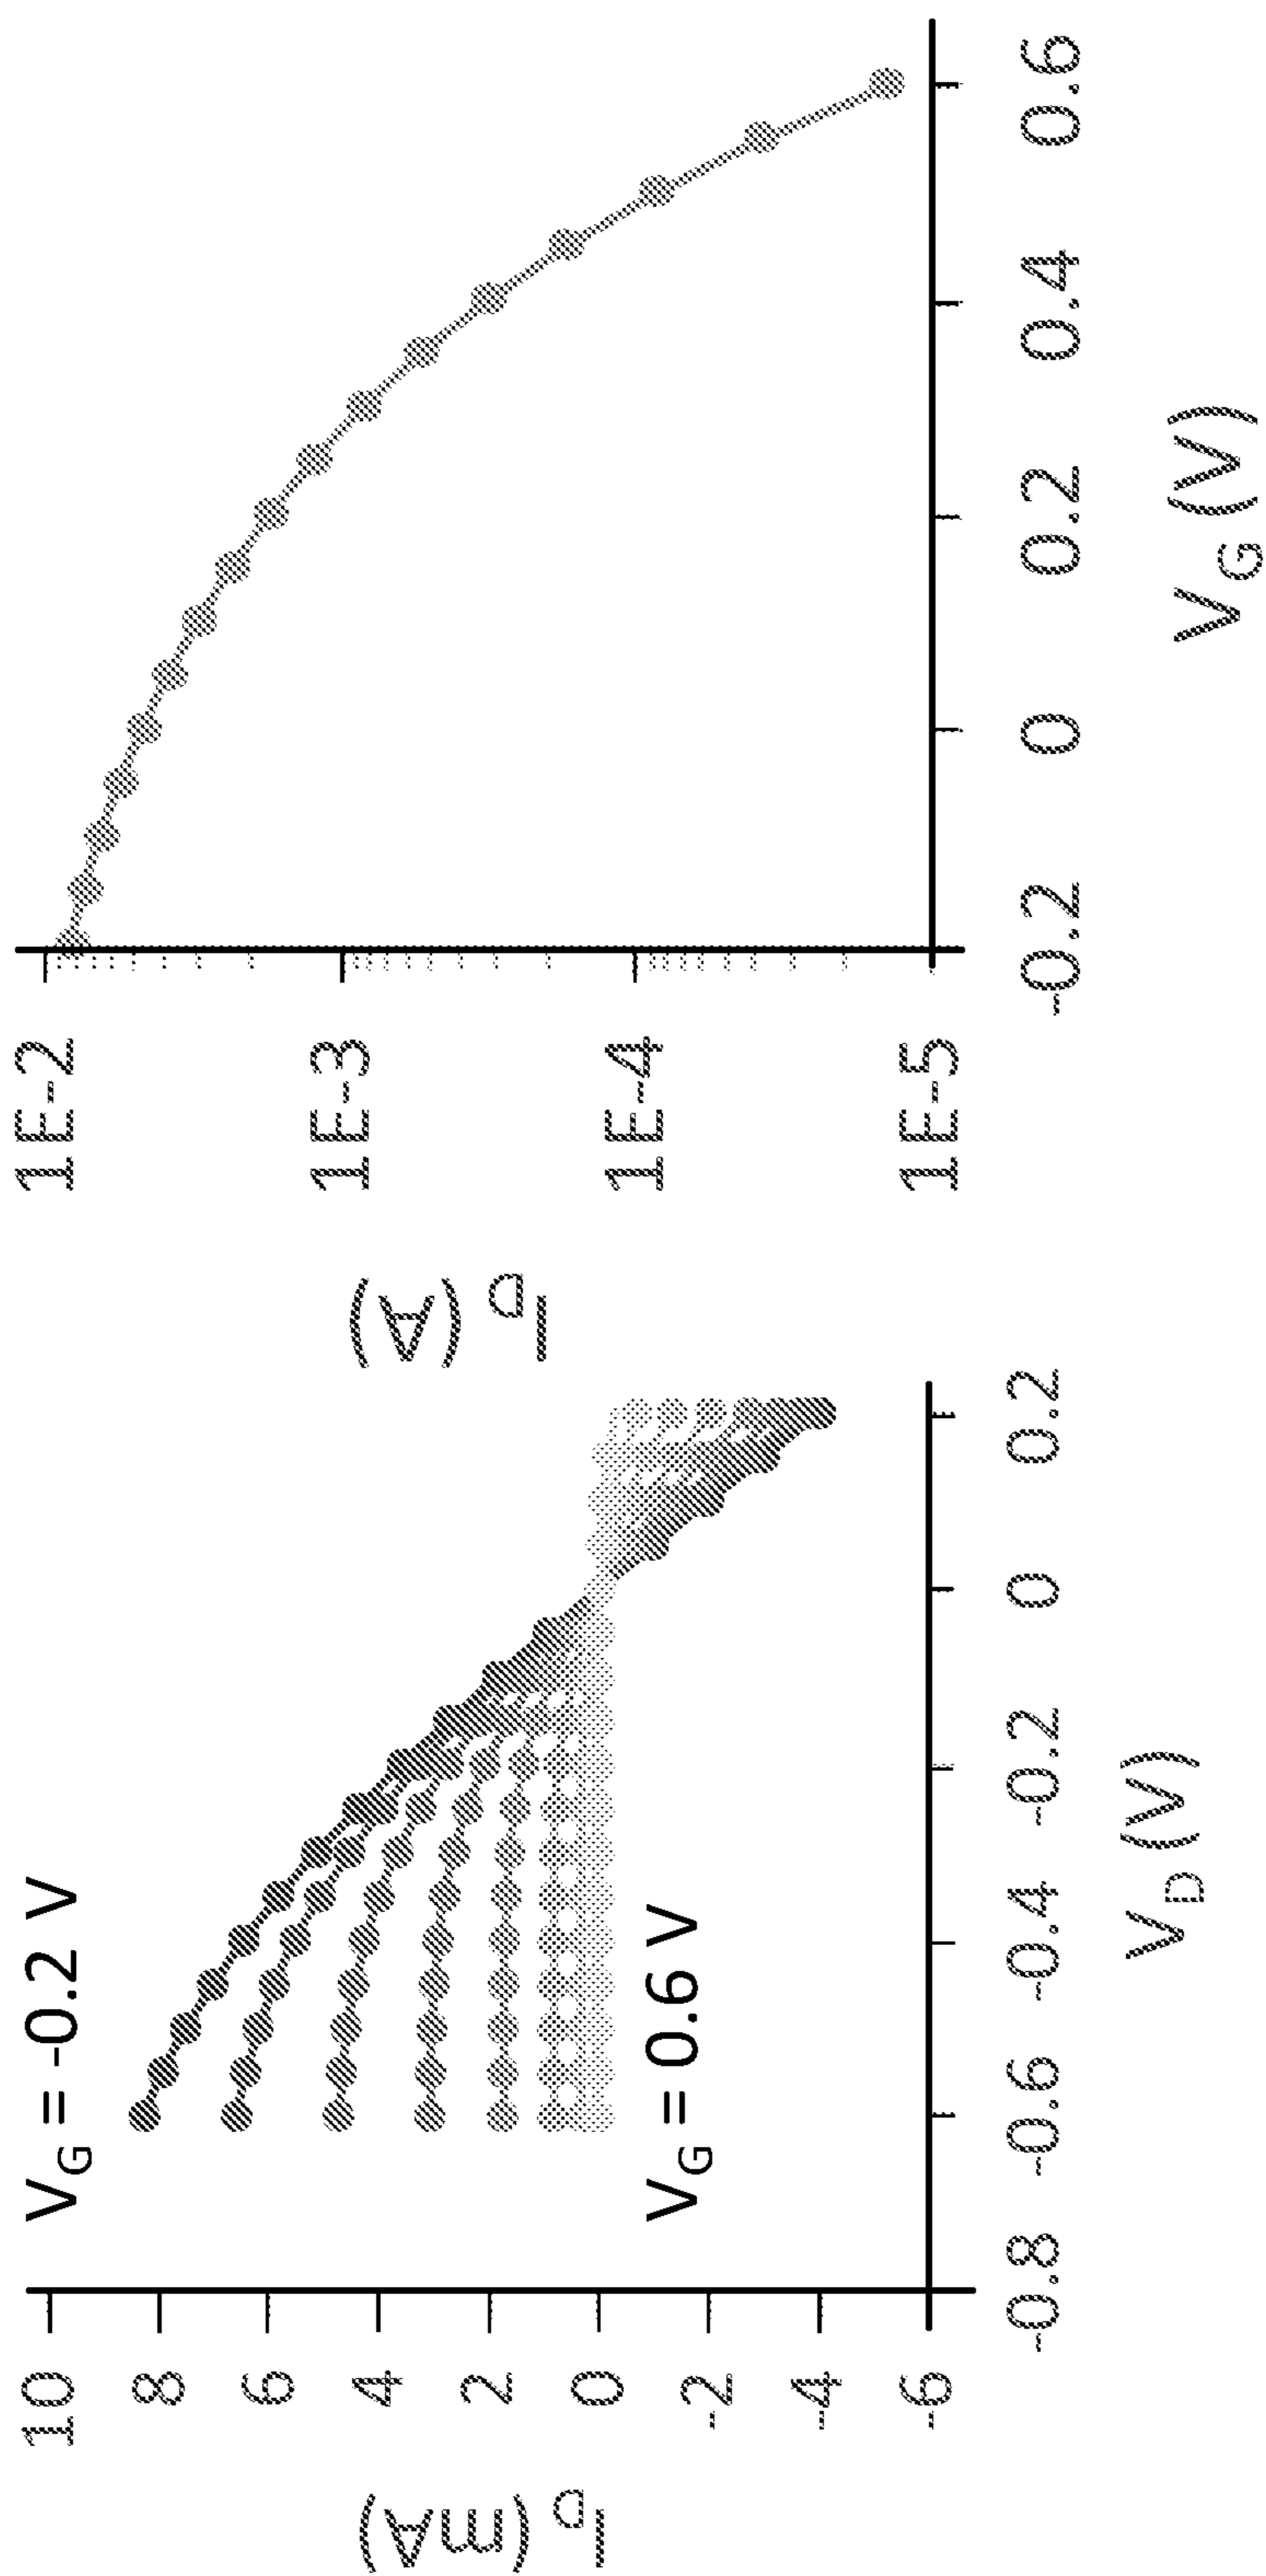 V_G = -0.2 V
V_G = 0.6 V
I_D (mA)
10
8
6
4
2
0
-2
-4
-6
-0.8 -0.6 -0.4 -0.2 0 0.2
V_D (V)
I_D (A)
1E-2
1E-3
1E-4
1E-5
-0.2 0 0.2 0.4 0.6
V_G (V)